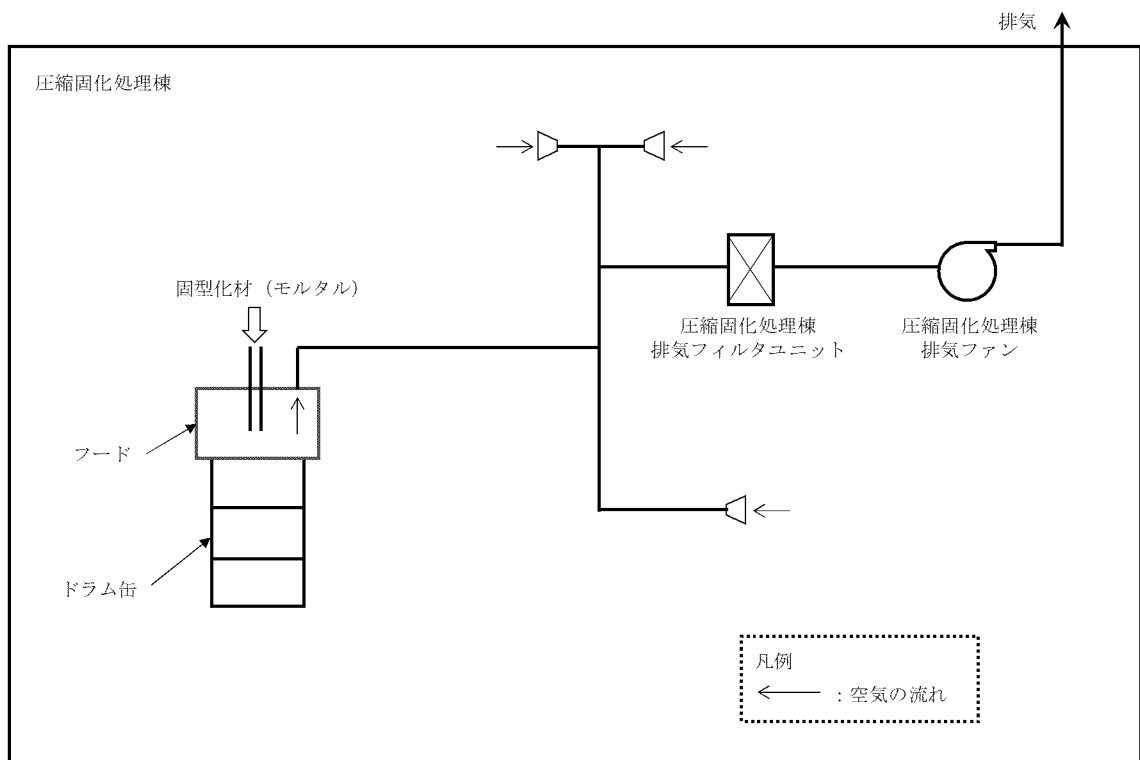 排気
圧縮固化処理棟
固型化材（モルタル）
圧縮固化処理棟
排気フィルタユニット
圧縮固化処理棟
排気ファン
フード
ドラム缶
凡例
：空気の流れ